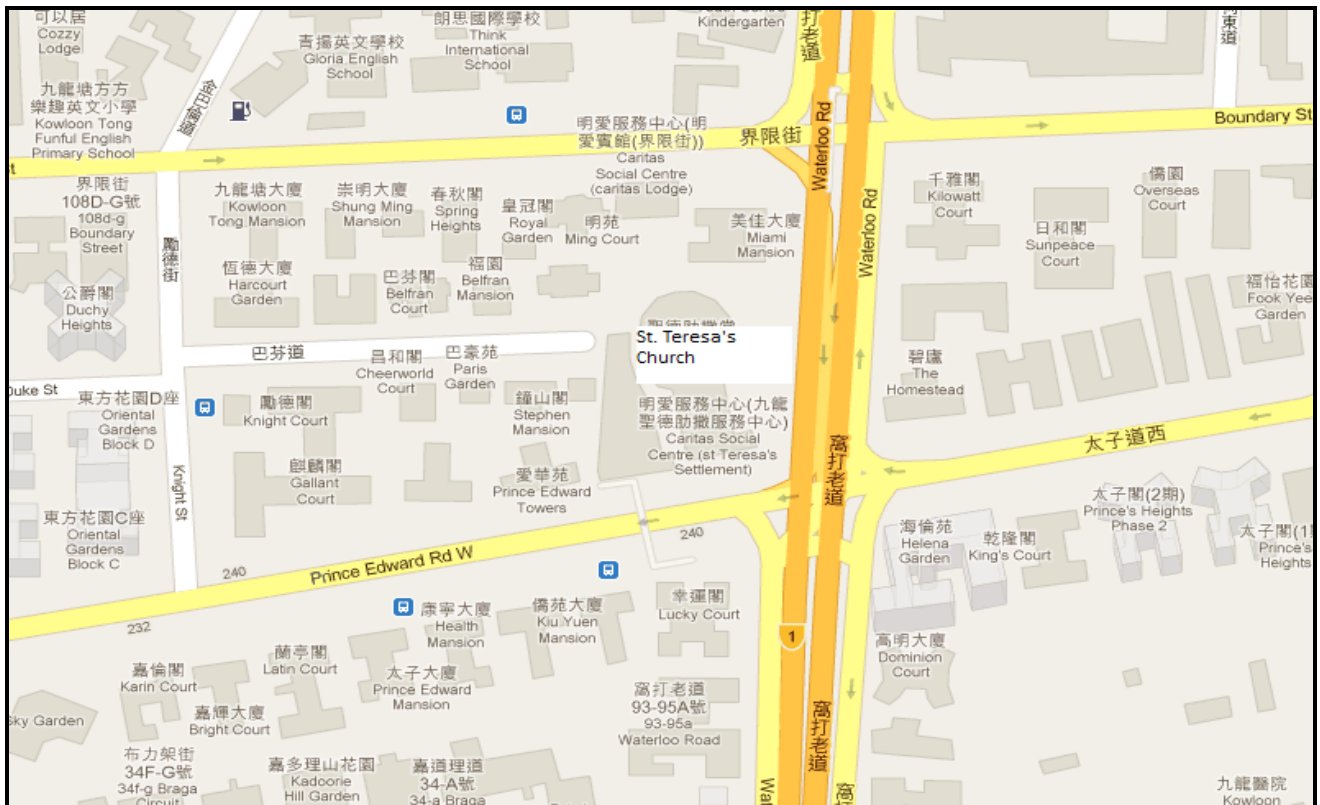 可以居
Cozzy
Lodge
青揚英文學校
Gloria English
School
朗思國際學校
Think
International
School
Kindergarten
打老道
九龍塘方方
樂趣英文小學
Kowloon Tong
Funful English
Primary School
明愛服務中心(明
愛賓館(界限街))
Caritas
Social Centre
(caritas Lodge)
界限街
Waterloo Rd
Boundary St
界限街
108D-G號
108d-g
Boundary
Street
九龍塘大廈
Kowloon
Tong Mansion
崇明大廈
Shung Ming
Mansion
春秋閣
Spring
Heights
皇冠閣
Royal
Garden
明苑
Ming Court
美佳大廈
Miami
Mansion
千雅閣
Kilowatt
Court
僑園
Overseas
Court
日和閣
Sunpeace
Court
勵德街
恆德大廈
Harcourt
Garden
巴芬閣
Belfran
Court
福園
Belfran
Mansion
Waterloo Rd
福怡花園
Fook Yee
Garden
公爵閣
Duchy
Heights
St. Teresa's
Church
巴芬道
昌和閣
Cheerworld
Court
巴豪苑
Paris
Garden
碧廬
The
Homestead
Duke St
東方花園D座
Oriental
Gardens
Block D
勵德閣
Knight Court
鐘山閣
Stephen
Mansion
明愛服務中心(九龍
聖德肋撒服務中心)
Caritas Social
Centre (st Teresa's
Settlement)
太子道西
窩打老道
麒麟閣
Gallant
Court
愛華苑
Prince Edward
Towers
Knight St
太子閣(2期)
Prince's Heights
Phase 2
東方花園C座
Oriental
Gardens
Block C
240
海倫苑
Helena
Garden
乾隆閣
King's Court
Prince's
Heights
240
Prince Edward Rd W
232
康寧大廈
Health
Mansion
僑苑大廈
Kiu Yuen
Mansion
幸運閣
Lucky Court
1
高明大廈
Dominion
Court
嘉倫閣
Karin Court
蘭亭閣
Latin Court
太子大廈
Prince Edward
Mansion
窩打老道
93-95A號
93-95a
Waterloo Road
Sky Garden
嘉輝大廈
Bright Court
窩打老道
布力架街
34F-G號
34f-g Braga
Circuit
嘉多理山花園
Kadoorie
Hill Garden
嘉道理道
34-A號
34-a Braga
九龍醫院
Kowloon